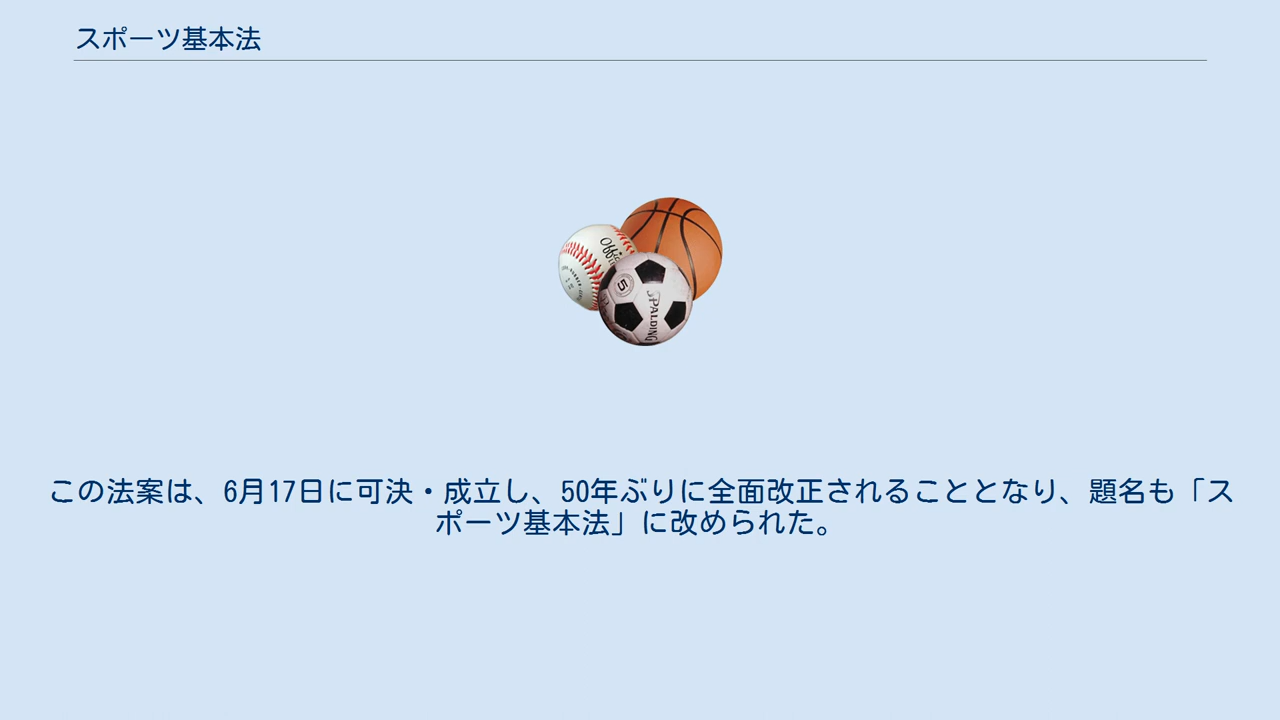 スポーツ基本法
Offi
5
SPALDING
この法案は、6月17日に可決・成立し、50年ぶりに全面改正されることとなり、題名も「ス
ポーツ基本法」に改められた。